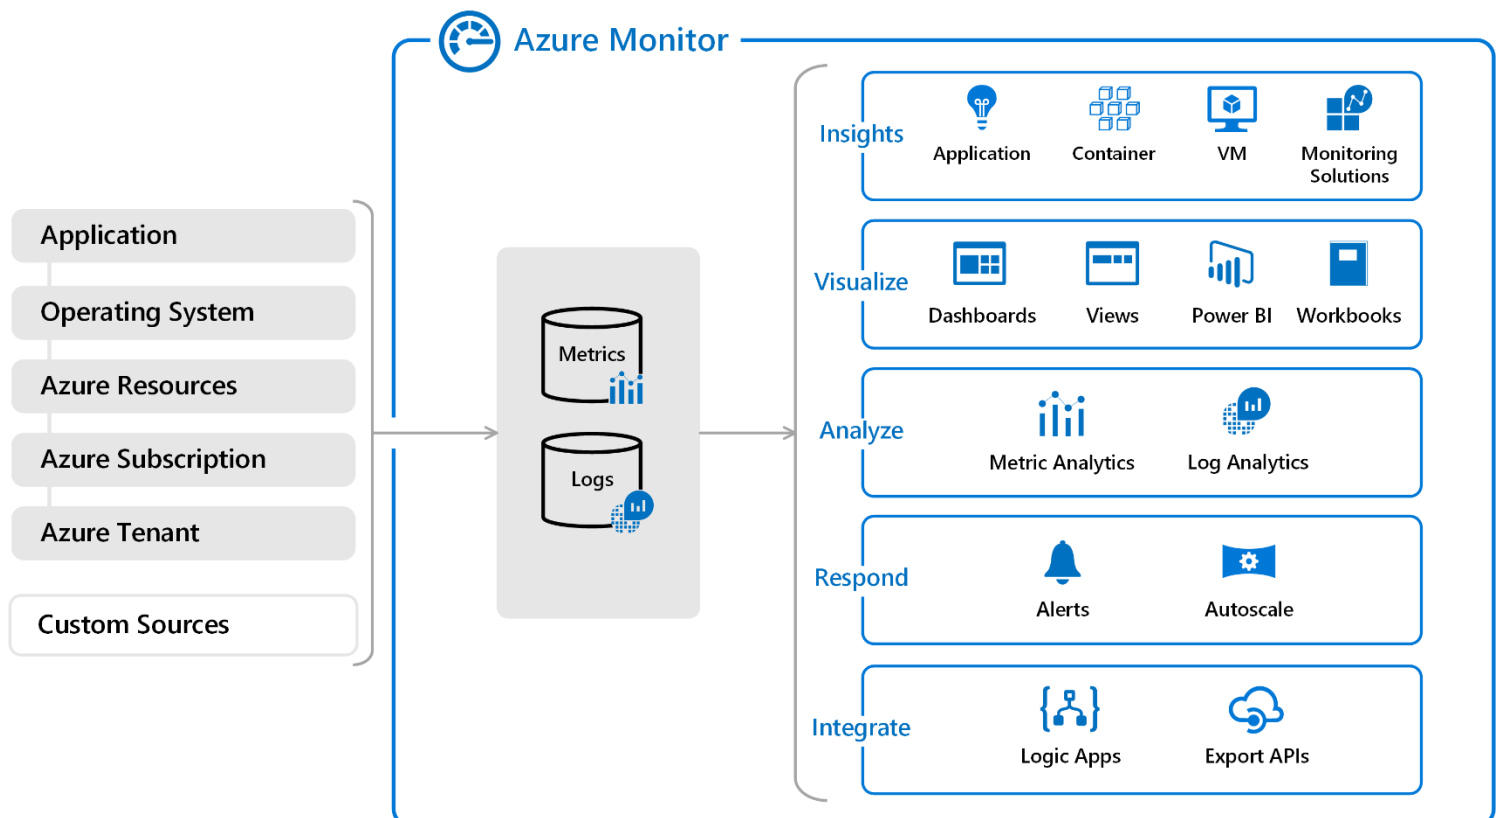 Azure Monitor
Application
Operating System
Azure Resources
Azure Subscription
Azure Tenant
Custom Sources
Metrics
Logs
Insights
Application
Container
VM
Monitoring
Solutions
Visualize
Dashboards
Views
Power BI
Workbooks
Analyze
Metric Analytics
Log Analytics
Respond
Alerts
Autoscale
Integrate
Logic Apps
Export APIs